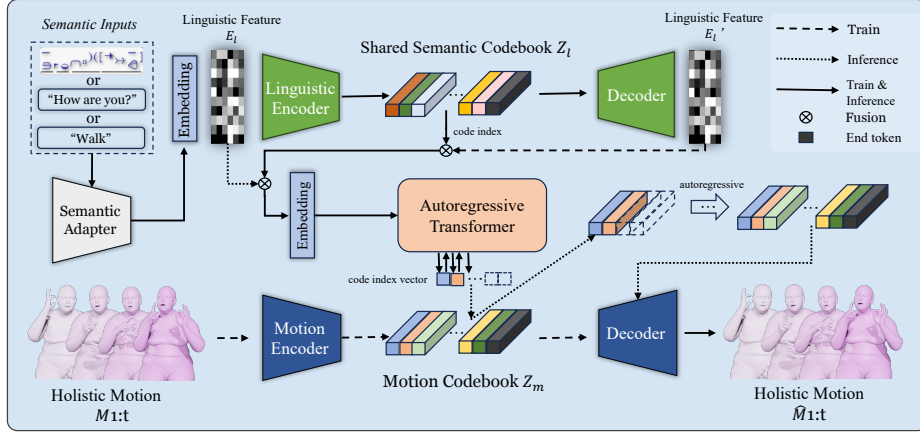 Semantic Inputs
or
“How are you?”
or
“Walk”
Semantic
Adapter
Embedding
Linguistic Feature
E_l
Linguistic
Encoder
Shared Semantic Codebook Z_l
code index
Decoder
Linguistic Feature
E_l’
Train
Inference
Train &
Inference
Fusion
End token
Embedding
Autoregressive
Transformer
code index vector
autoregressive
Holistic Motion
M1:t
Motion
Encoder
Motion Codebook Z_m
Decoder
Holistic Motion
M̂1:t